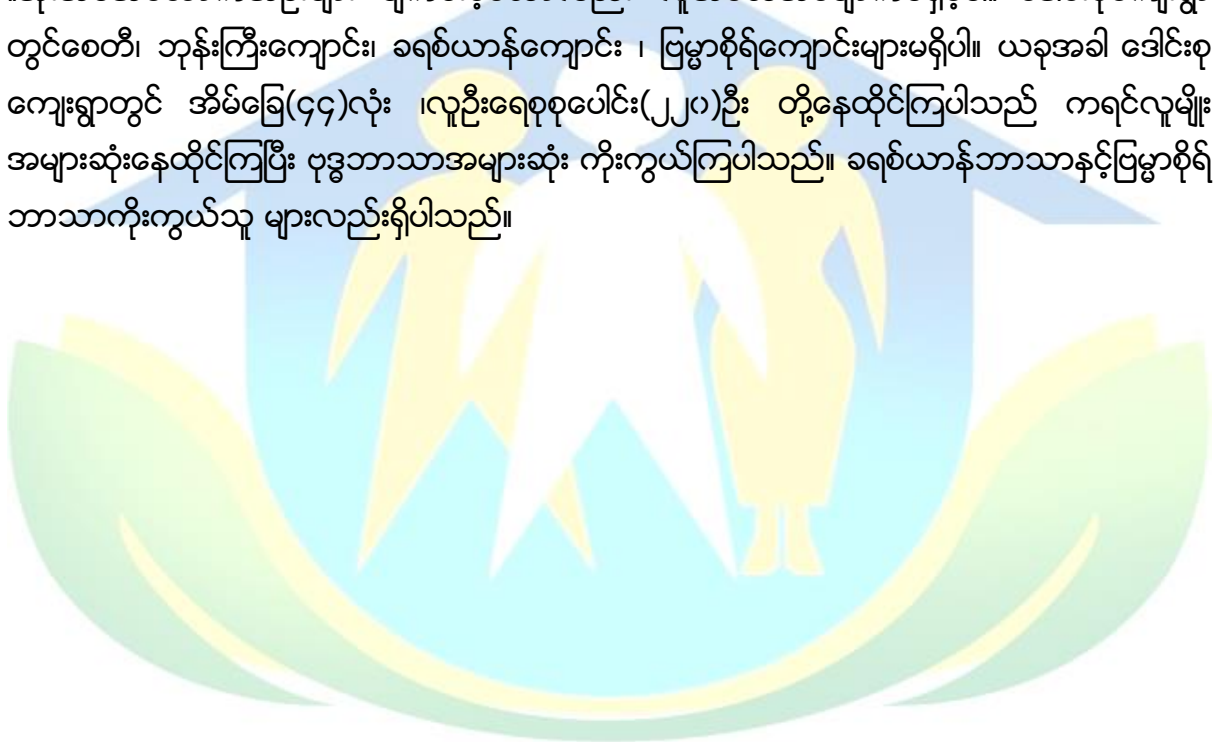 တွင်စေတီ၊ ဘုန်းကြီးကျောင်း၊ ခရစ်ယာန်ကျောင်း ၊ ဗြမ္မာစိုရ်ကျောင်းများမရှိပါ။ ယခုအခါ ဒေါင်းစု
ကျေးရွာတွင် အိမ်ခြေ(၄၄)လုံး ၊လူဦးရေစုစုပေါင်း(၂၂၀)ဦး တို့နေထိုင်ကြပါသည် ကရင်လူမျိုး
အများဆုံးနေထိုင်ကြပြီး ဗုဒ္ဓဘာသာအများဆုံး ကိုးကွယ်ကြပါသည်။ ခရစ်ယာန်ဘာသာနှင့်ဗြမ္မာစိုရ်
ဘာသာကိုးကွယ်သူ များလည်းရှိပါသည်။